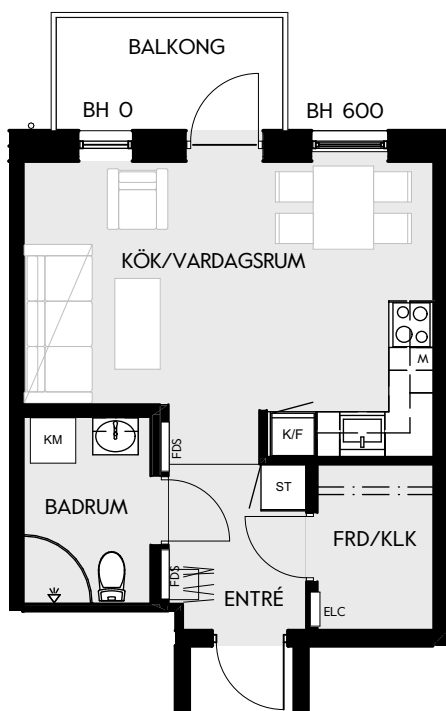 BALKONG
BH 0
BH 600
KÖK/VARDAGSRUM
M
K/F
KM
FDS
ST
BADRUM
FRD/KLK
FDS
ENTRÉ
ELC